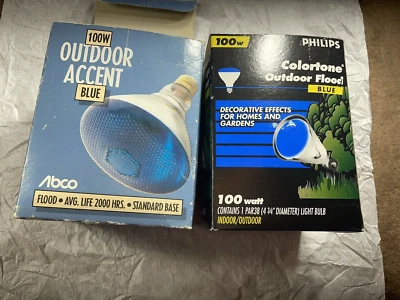 100W
OUTDOOR
ACCENT
BLUE
Abco
FLOOD • AVG. LIFE 2000 HRS. • STANDARD BASE
100w
PHILIPS
Colortone
Outdoor Flood
BLUE
DECORATIVE EFFECTS
FOR HOMES AND
GARDENS
100 watt
CONTAINS 1 PAR38 (4 3/4" DIAMETER) LIGHT BULB
INDOOR/OUTDOOR